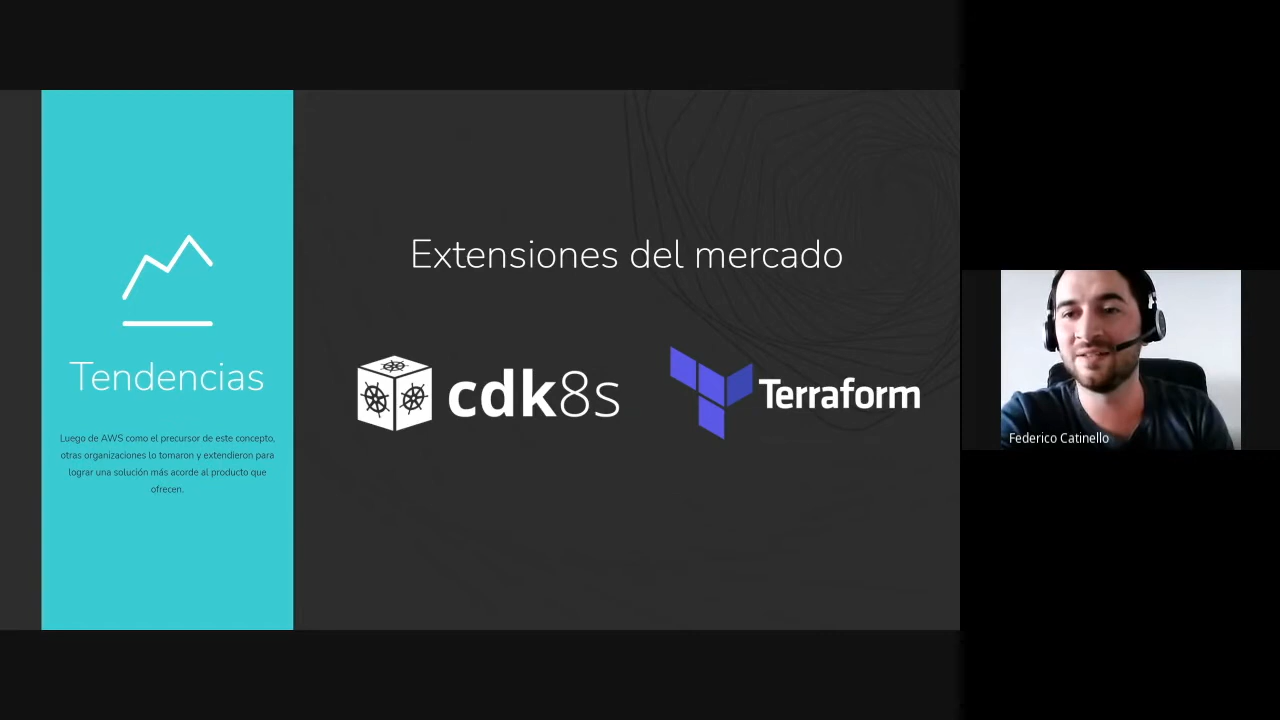 Tendencias
Luego de AWS como el precursor de este concepto,
otras organizaciones lo tomaron y extendieron para
lograr una solución más acorde al producto que
ofrecen.
Extensiones del mercado
cdk8s
Terraform
Federico Catinello